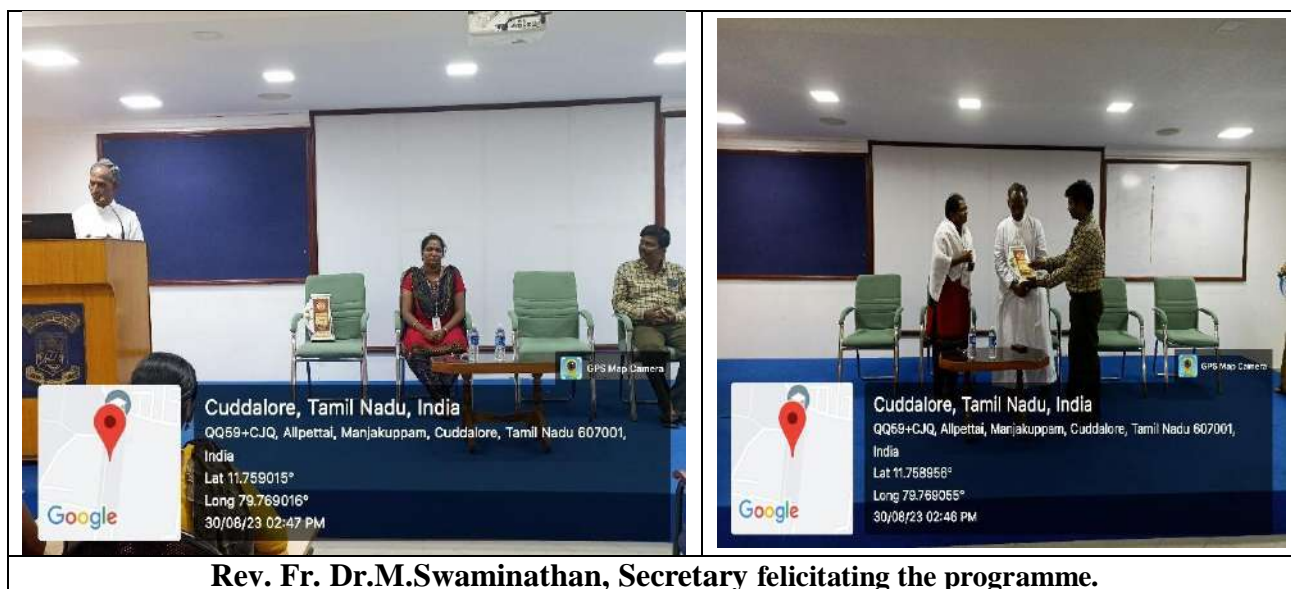 GPS Map Camera
Cuddalore, Tamil Nadu, India
QQ59+CJQ, Allpettai, Manjakuppam, Cuddalore, Tamil Nadu 607001,
India
Lat 11.759015°
Long 79.769016°
30/08/23 02:47 PM
Google
GPS Map Camera
Cuddalore, Tamil Nadu, India
QQ59+CJQ, Allpettai, Manjakuppam, Cuddalore, Tamil Nadu 607001,
India
Lat 11.758956°
Long 79.769055°
30/08/23 02:46 PM
Google
Rev. Fr. Dr.M.Swaminathan, Secretary felicitating the programme.